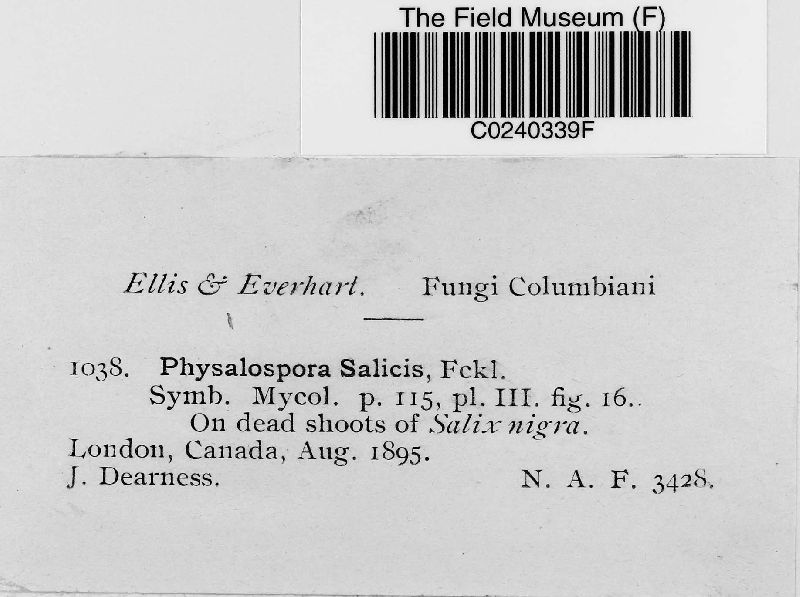 The Field Museum (F)
C0240339F
Ellis & Everhart. Fungi Columbiani
1038. Physalospora Salicis, Fckl.
Symb. Mycol. p. 115, pl. III. fig. 16..
On dead shoots of Salix nigra.
London, Canada, Aug. 1895.
J. Dearness. N. A. F. 3428.